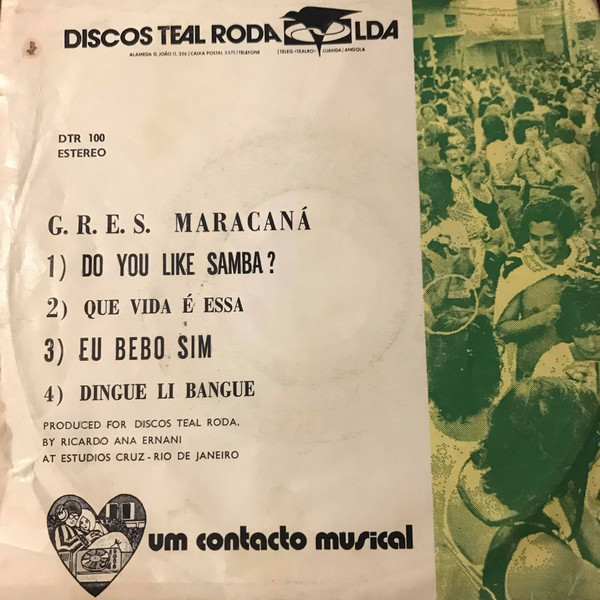 DISCOS TEAL RODA LDA
ALAMEDA D. JOÃO II, 326 | CAIXA POSTAL 5575 | TELEFONE | TELEG. «TEALRO» | LUANDA | ANGOLA
DTR 100
ESTEREO
G. R. E. S. MARACANÁ
1) DO YOU LIKE SAMBA?
2) QUE VIDA É ESSA
3) EU BEBO SIM
4) DINGUE LI BANGUE
PRODUCED FOR DISCOS TEAL RODA,
BY RICARDO ANA ERNANI
AT ESTUDIOS CRUZ - RIO DE JANEIRO
um contacto musical